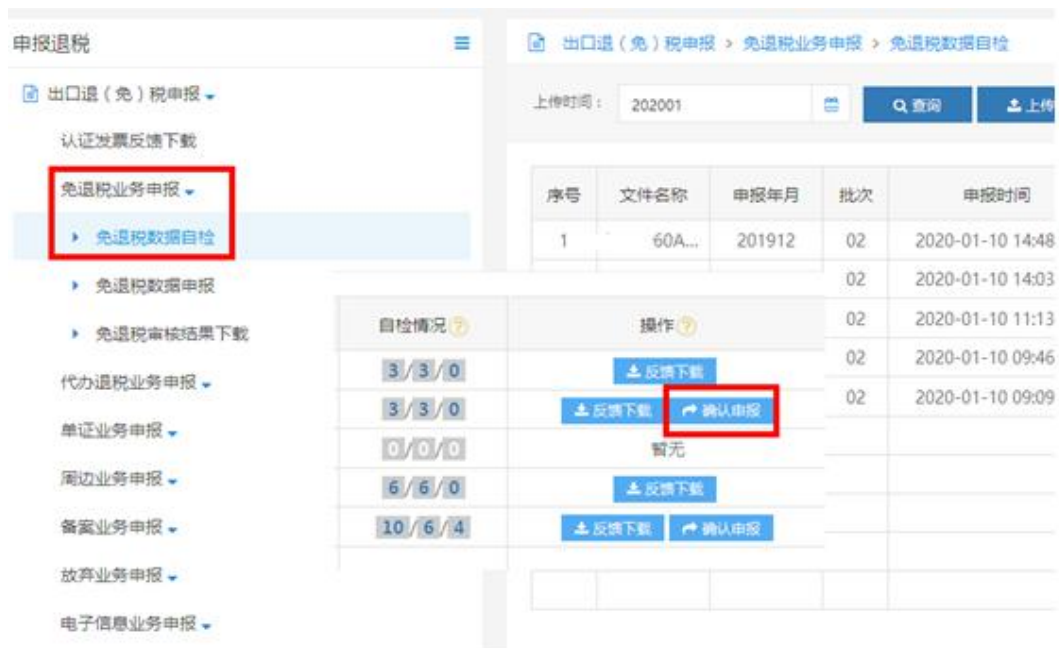 申报退税
出口退（免）税申报 > 免退税业务申报 > 免退税数据自检
出口退（免）税申报
上传时间： 202001 查询 上传
认证发票反馈下载
免退税业务申报
免退税数据自检
免退税数据申报
免退税审核结果下载
代办退税业务申报
单证业务申报
周边业务申报
备案业务申报
放弃业务申报
电子信息业务申报
序号 文件名称 申报年月 批次 申报时间
1 60A... 201912 02 2020-01-10 14:48
02 2020-01-10 14:03
02 2020-01-10 11:13
02 2020-01-10 09:46
02 2020-01-10 09:09
自检情况 ? 操作 ?
3/3/0 反馈下载
3/3/0 反馈下载 确认申报
0/0/0 暂无
6/6/0 反馈下载
10/6/4 反馈下载 确认申报